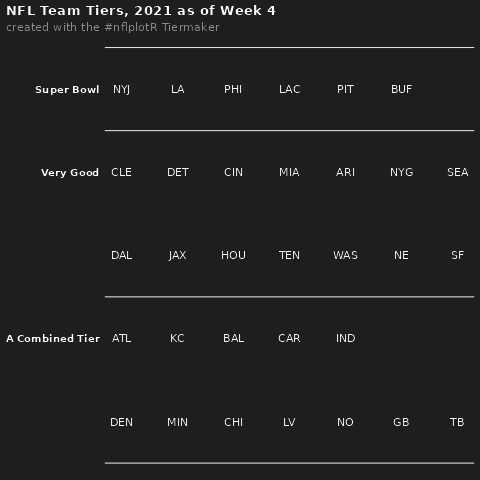 NFL Team Tiers, 2021 as of Week 4
created with the #nflplotR Tiermaker
Super Bowl NYJ LA PHI LAC PIT BUF
Very Good CLE DET CIN MIA ARI NYG SEA
DAL JAX HOU TEN WAS NE SF
A Combined Tier ATL KC BAL CAR IND
DEN MIN CHI LV NO GB TB